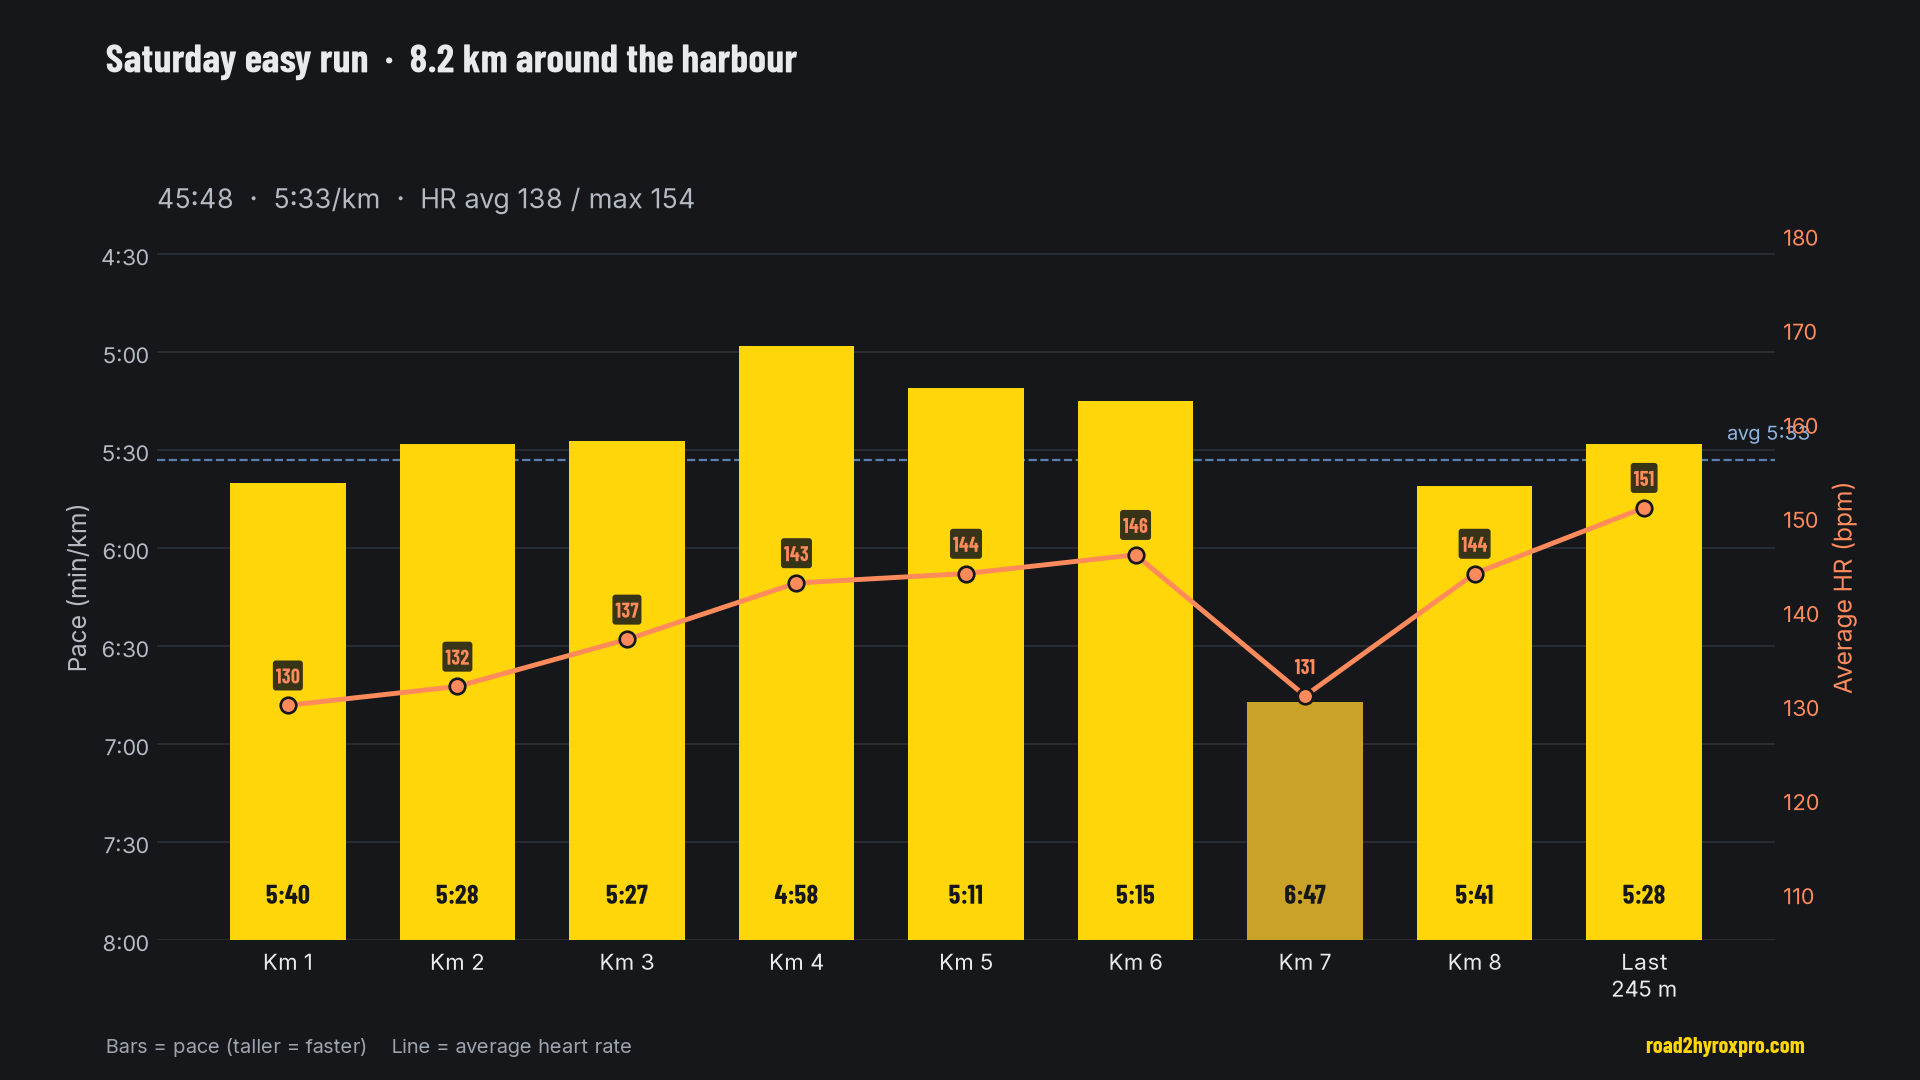 Saturday easy run · 8.2 km around the harbour
45:48 · 5:33/km · HR avg 138 / max 154
4:30
5:00
5:30
6:00
6:30
7:00
7:30
8:00
Pace (min/km)
180
170
160
150
140
130
120
110
Average HR (bpm)
avg 5:33
130
132
137
143
144
146
131
144
151
5:40
5:28
5:27
4:58
5:11
5:15
6:47
5:41
5:28
Km 1
Km 2
Km 3
Km 4
Km 5
Km 6
Km 7
Km 8
Last
245 m
Bars = pace (taller = faster) Line = average heart rate
road2hyroxpro.com